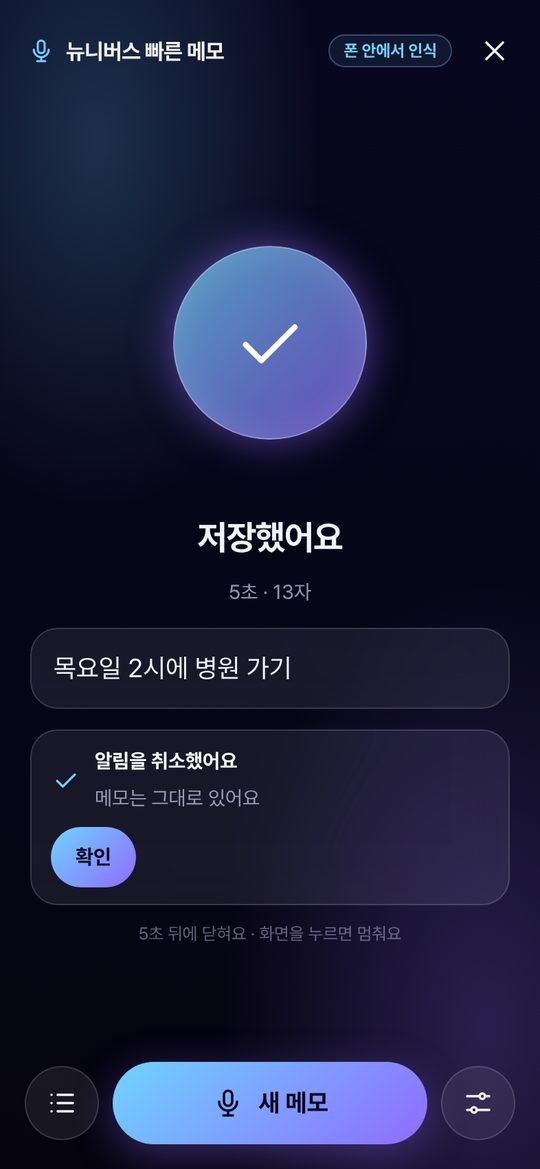 뉴니버스 빠른 메모
폰 안에서 인식
저장했어요
5초 · 13자
목요일 2시에 병원 가기
알림을 취소했어요
메모는 그대로 있어요
확인
5초 뒤에 닫혀요 · 화면을 누르면 멈춰요
새 메모